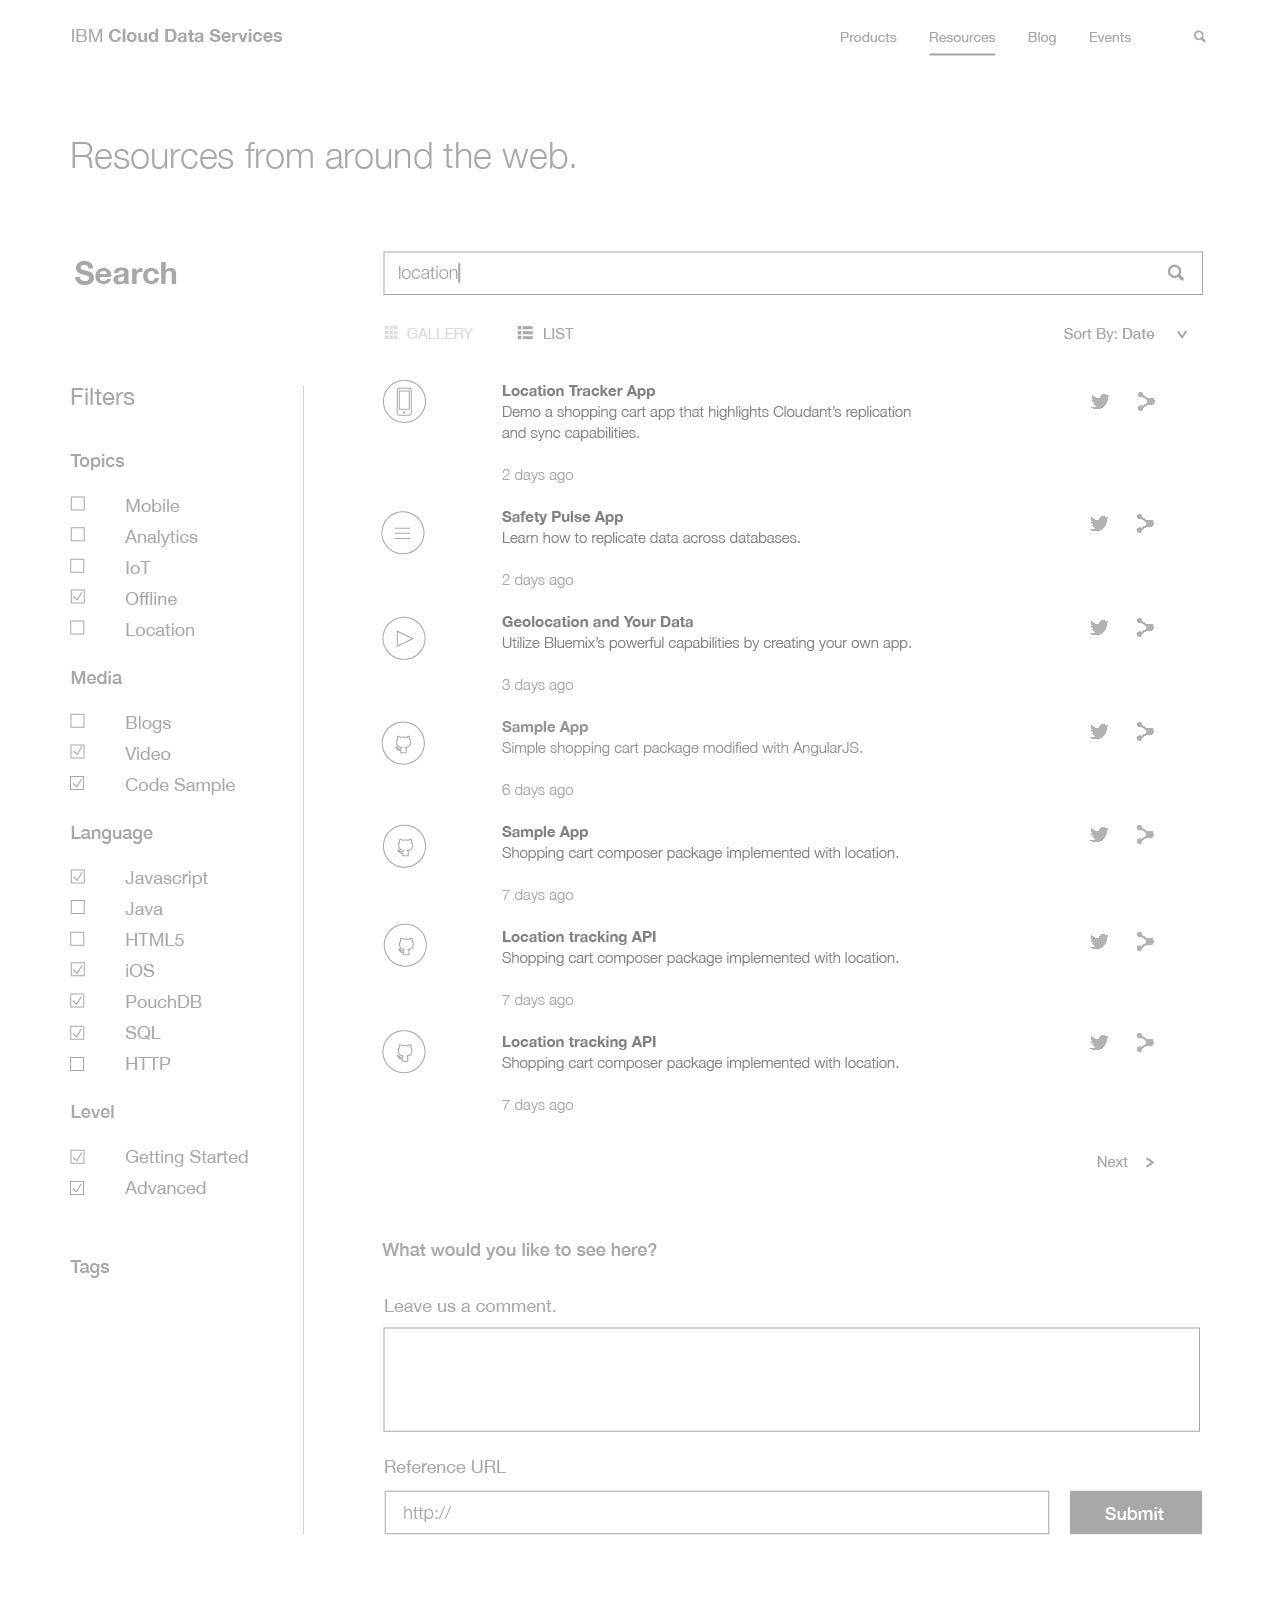 IBM Cloud Data Services
Products
Resources
Blog
Events
Resources from around the web.
Search
location
GALLERY
LIST
Sort By: Date
Filters
Topics
Mobile
Analytics
IoT
Offline
Location
Media
Blogs
Video
Code Sample
Language
Javascript
Java
HTML5
iOS
PouchDB
SQL
HTTP
Level
Getting Started
Advanced
Tags
Location Tracker App
Demo a shopping cart app that highlights Cloudant’s replication
and sync capabilities.
2 days ago
Safety Pulse App
Learn how to replicate data across databases.
2 days ago
Geolocation and Your Data
Utilize Bluemix’s powerful capabilities by creating your own app.
3 days ago
Sample App
Simple shopping cart package modified with AngularJS.
6 days ago
Sample App
Shopping cart composer package implemented with location.
7 days ago
Location tracking API
Shopping cart composer package implemented with location.
7 days ago
Location tracking API
Shopping cart composer package implemented with location.
7 days ago
Next
What would you like to see here?
Leave us a comment.
Reference URL
http://
Submit